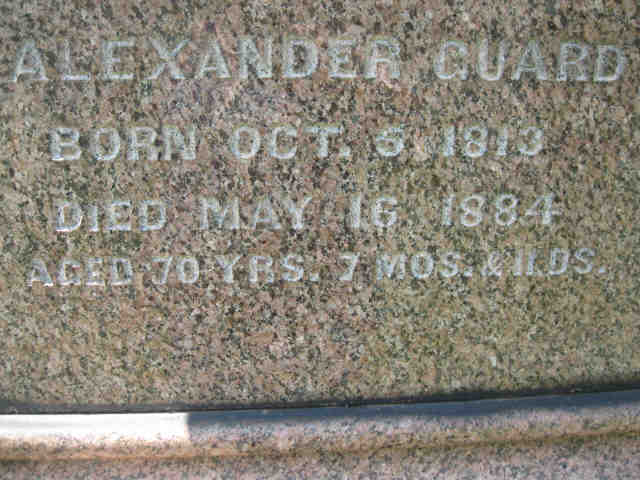 ALEXANDER GUARD
BORN OCT. 5 1813
DIED MAY 16 1884
AGED 70 YRS. 7 MOS. & 11.DS.